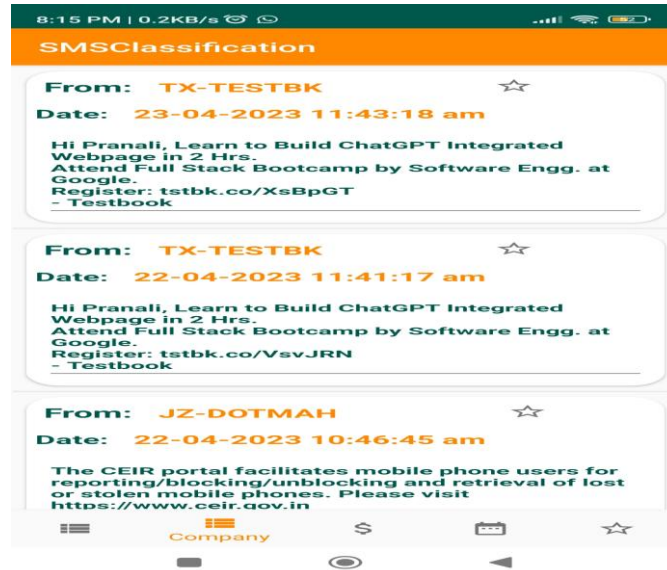 8:15 PM | 0.2KB/s
SMSClassification
From: TX-TESTBK
Date: 23-04-2023 11:43:18 am
Hi Pranali, Learn to Build ChatGPT Integrated
Webpage in 2 Hrs.
Attend Full Stack Bootcamp by Software Engg. at
Google.
Register: tstbk.co/XsBpGT
- Testbook
From: TX-TESTBK
Date: 22-04-2023 11:41:17 am
Hi Pranali, Learn to Build ChatGPT Integrated
Webpage in 2 Hrs.
Attend Full Stack Bootcamp by Software Engg. at
Google.
Register: tstbk.co/VsvJRN
- Testbook
From: JZ-DOTMAH
Date: 22-04-2023 10:46:45 am
The CEIR portal facilitates mobile phone users for
reporting/blocking/unblocking and retrieval of lost
or stolen mobile phones. Please visit
https://www.ceir.gov.in
Company